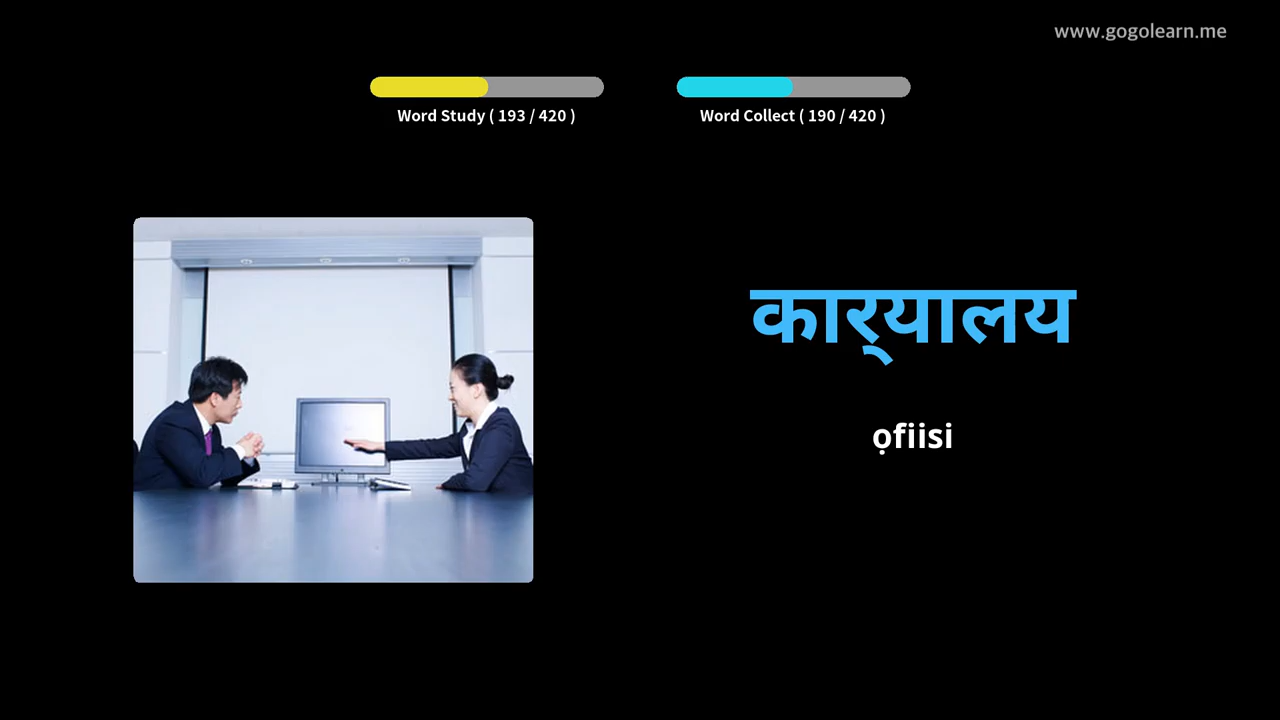 www.gogolearn.me
Word Study ( 193 / 420 )
Word Collect ( 190 / 420 )
कार्‍यालय
ọfiisi